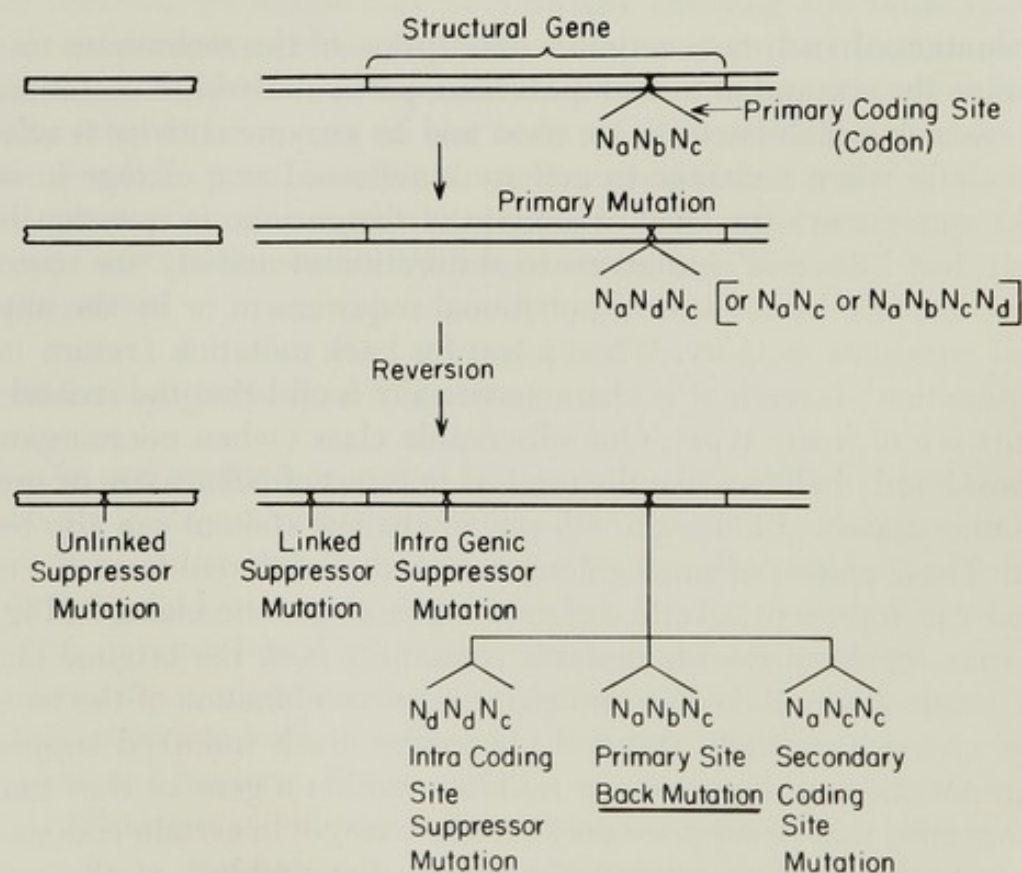 Structural Gene
NaNbNc
Primary Coding Site
(Codon)
Primary Mutation
NaNdNc [or NaNc or NaNbNcNd]
Reversion
Unlinked
Suppressor
Mutation
Linked
Suppressor
Mutation
Intra Genic
Suppressor
Mutation
NdNdNc
Intra Coding
Site
Suppressor
Mutation
NaNbNc
Primary Site
Back Mutation
NaNcNc
Secondary
Coding
Site
Mutation